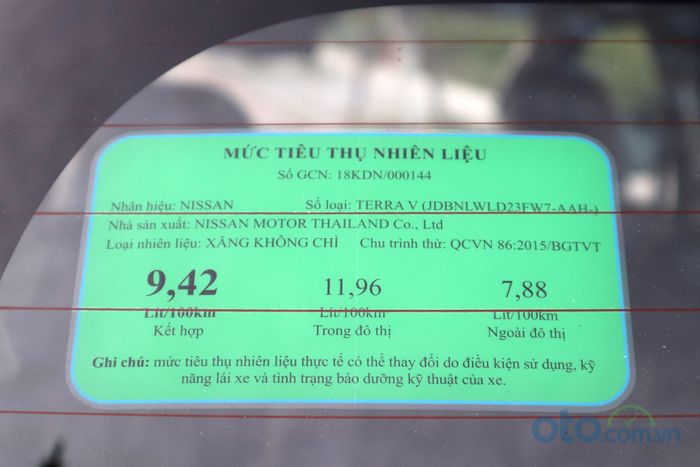 MỨC TIÊU THỤ NHIÊN LIỆU
Số GCN: 18KDN/000144
Nhãn hiệu: NISSAN Số loại: TERRA V (JDBNLWLD23FW7-AAH-)
Nhà sản xuất: NISSAN MOTOR THAILAND Co., Ltd
Loại nhiên liệu: XĂNG KHÔNG CHÌ Chu trình thử: QCVN 86:2015/BGTVT
9,42 11,96 7,88
Lít/100km Lít/100km Lít/100km
Kết hợp Trong đô thị Ngoài đô thị
Ghi chú: mức tiêu thụ nhiên liệu thực tế có thể thay đổi do điều kiện sử dụng, kỹ
năng lái xe và tình trạng bảo dưỡng kỹ thuật của xe.
oto.com.vn